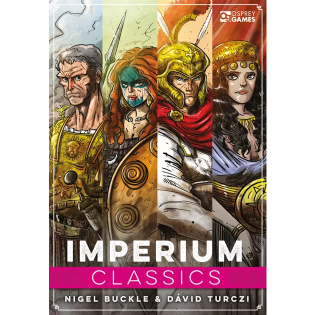 OSPREY
GAMES
IMPERIUM
CLASSICS
NIGEL BUCKLE & DÁVID TURCZI